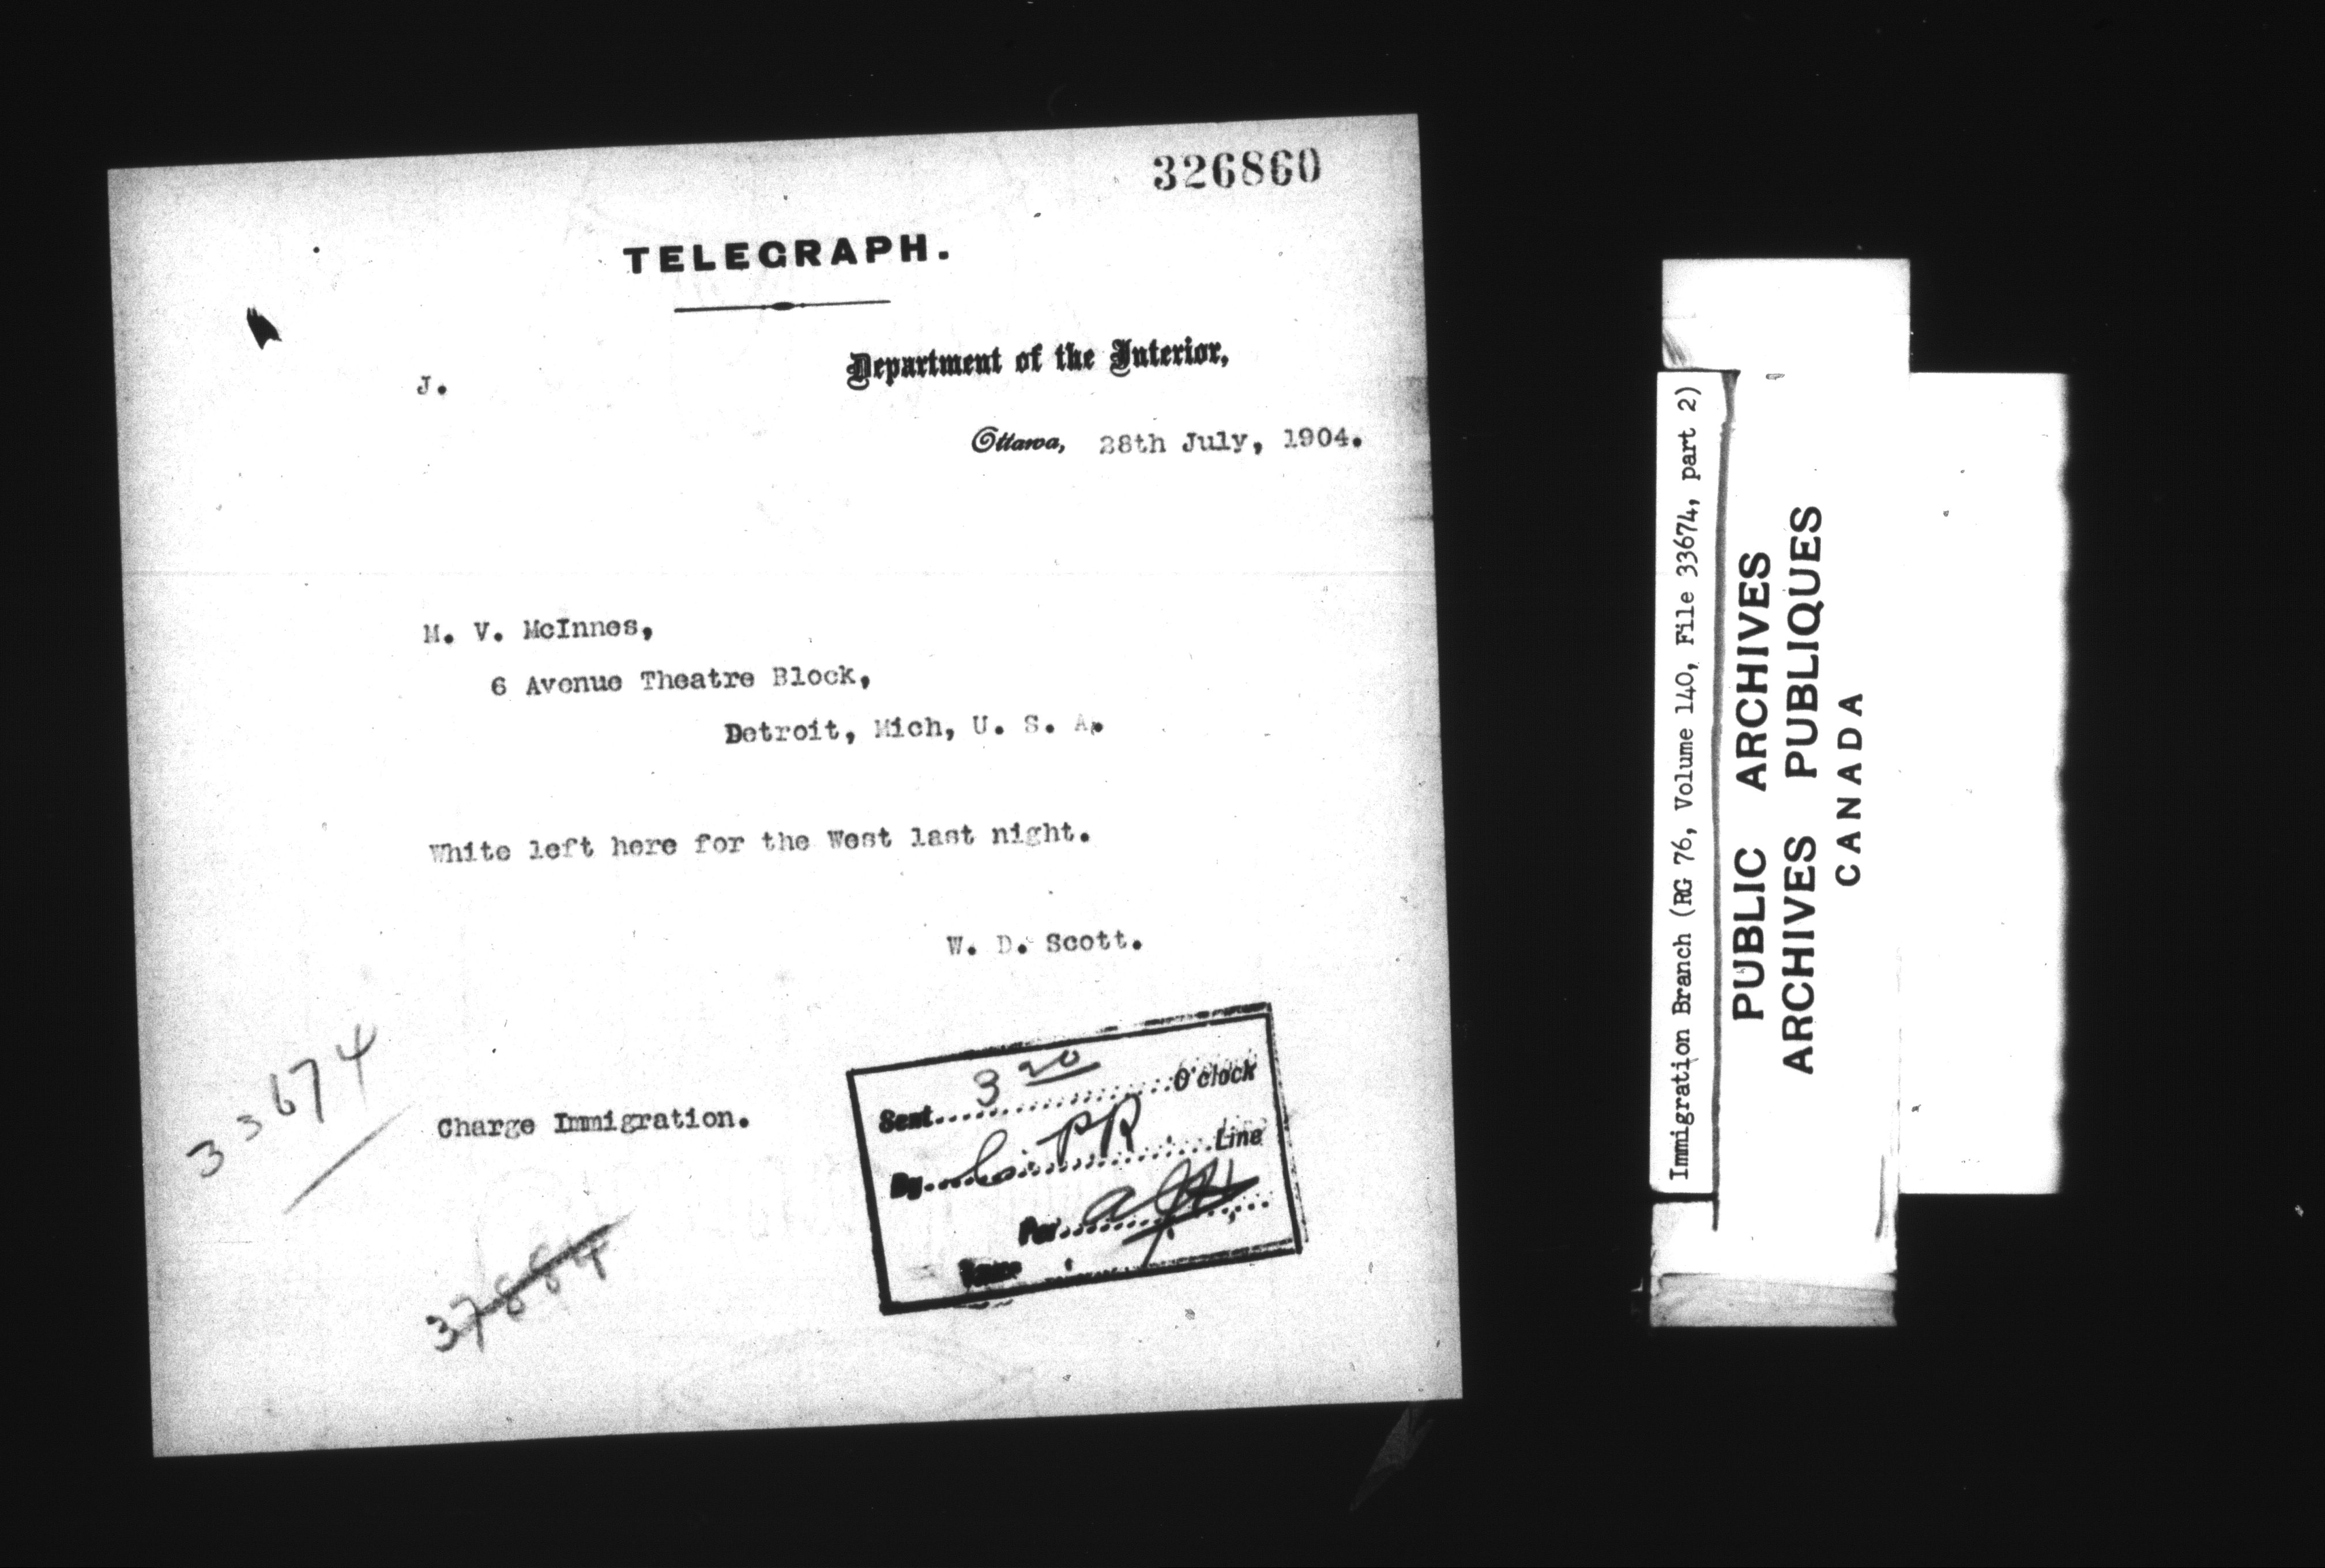 326860
TELEGRAPH.
Department of the Interior,
J.
Ottawa, 28th July, 1904.
M. V. McInnes,
6 Avenue Theatre Block,
Detroit, Mich, U. S. A.
White left here for the West last night.
W. D. Scott.
33674
Charge Immigration.
37884
Sent 3 20 O'clock
By C.P.R. Line
Per
Immigration Branch (RG 76, Volume 140, File 33674, part 2)
PUBLIC ARCHIVES
ARCHIVES PUBLIQUES
CANADA